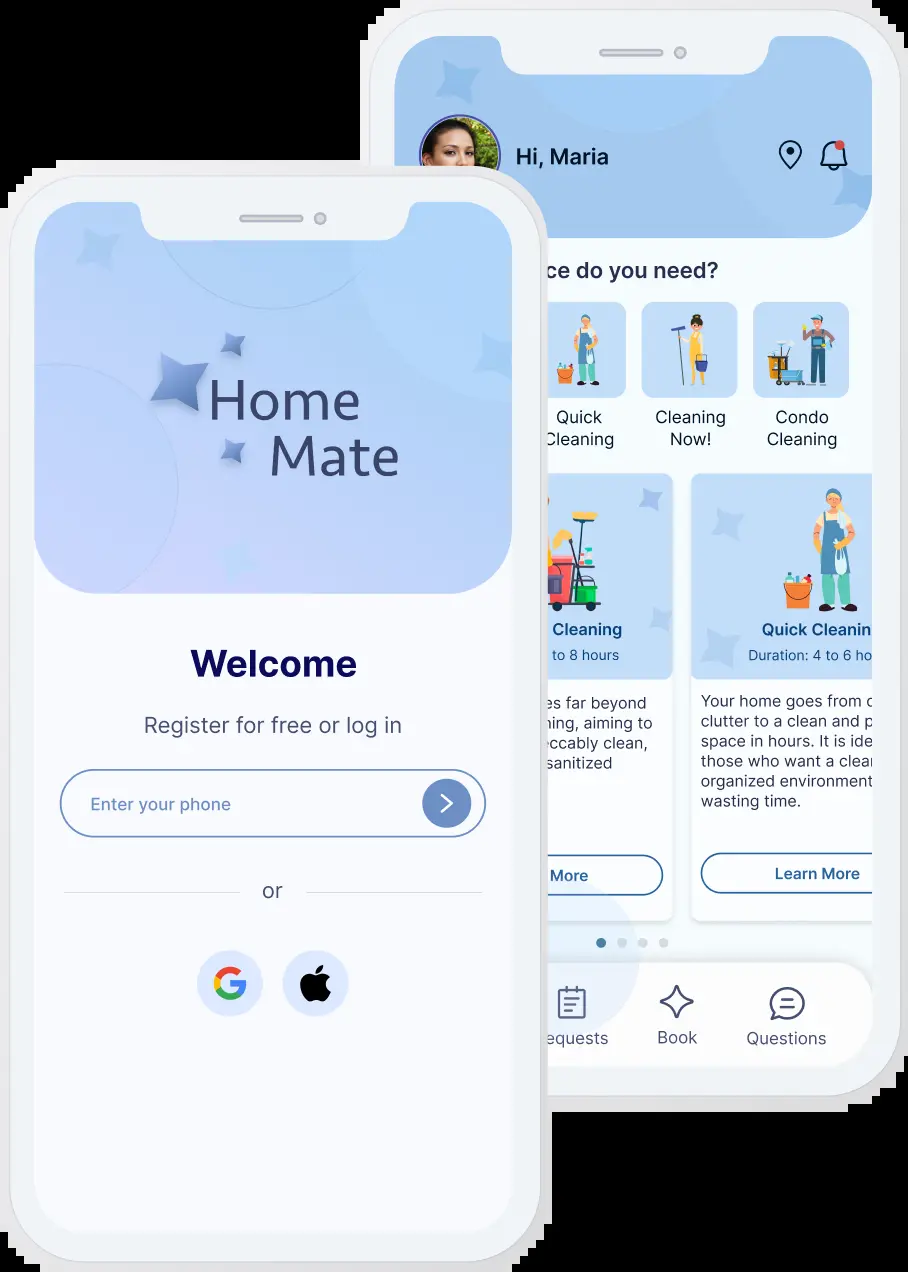 Home
Mate
Welcome
Register for free or log in
Enter your phone
or
Hi, Maria
ce do you need?
Quick
Cleaning
Cleaning
Now!
Condo
Cleaning
Cleaning
to 8 hours
es far beyond
ning, aiming to
eccably clean,
sanitized
More
Quick Cleanin
Duration: 4 to 6 ho
Your home goes from c
clutter to a clean and p
space in hours. It is ide
those who want a clea
organized environment
wasting time.
Learn More
equests
Book
Questions